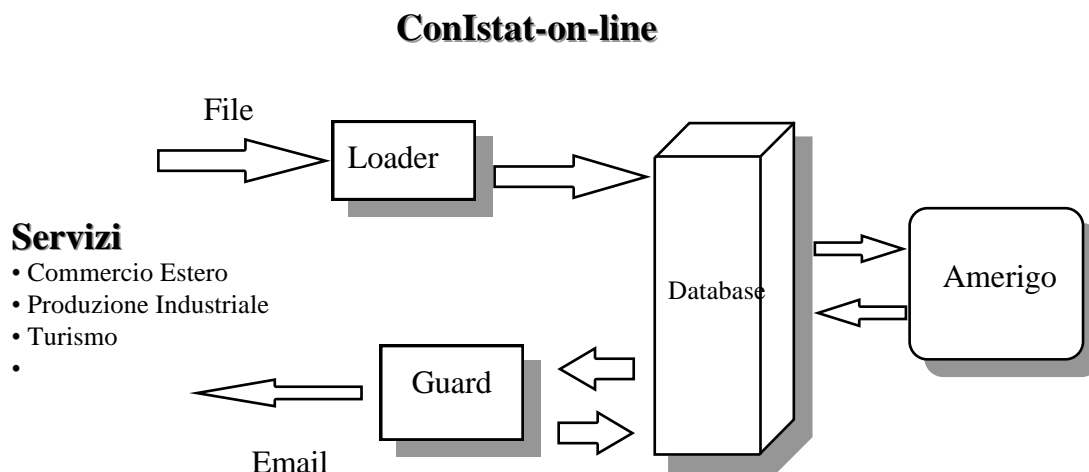 ConIstat-on-line
File
Loader
Servizi
• Commercio Estero
• Produzione Industriale
• Turismo
•
Database
Amerigo
Guard
Email